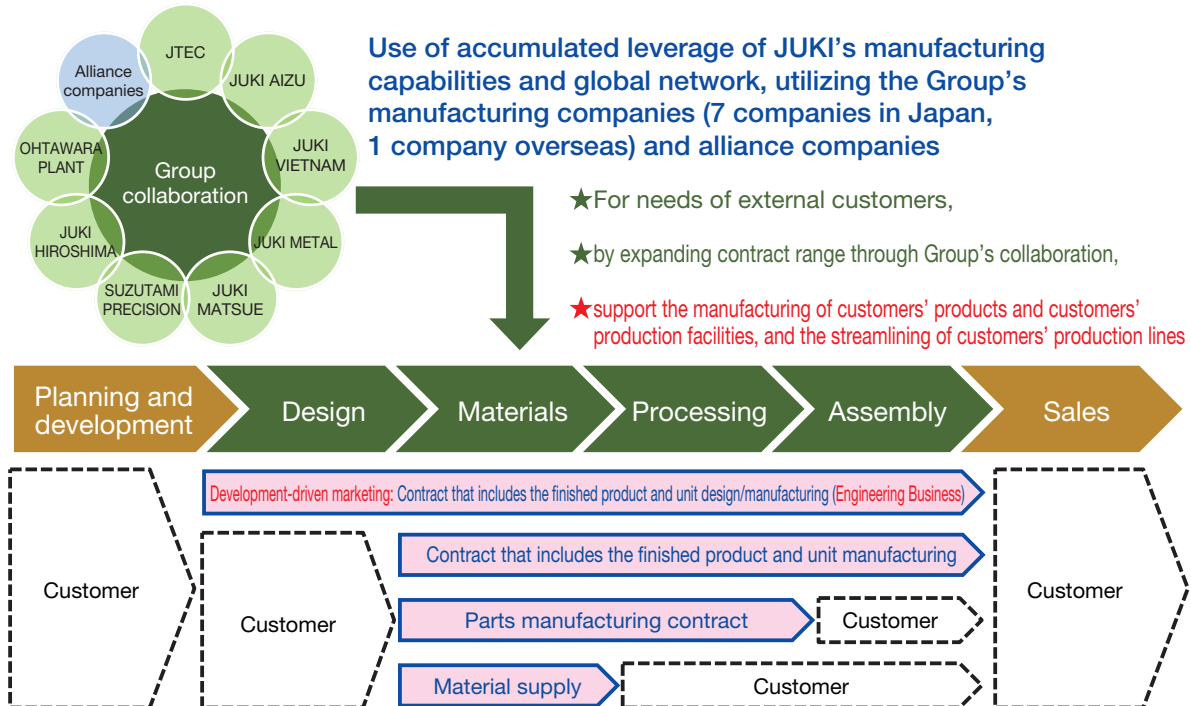 Alliance
companies
JTEC
JUKI AIZU
JUKI
VIETNAM
JUKI METAL
JUKI
MATSUE
SUZUTAMI
PRECISION
JUKI
HIROSHIMA
OHTAWARA
PLANT
Group
collaboration
Use of accumulated leverage of JUKI's manufacturing
capabilities and global network, utilizing the Group's
manufacturing companies (7 companies in Japan,
1 company overseas) and alliance companies
★For needs of external customers,
★by expanding contract range through Group's collaboration,
★support the manufacturing of customers' products and customers'
production facilities, and the streamlining of customers' production lines
Planning and
development
Design
Materials
Processing
Assembly
Sales
Customer
Development-driven marketing: Contract that includes the finished product and unit design/manufacturing (Engineering Business)
Customer
Contract that includes the finished product and unit manufacturing
Parts manufacturing contract
Customer
Material supply
Customer
Customer